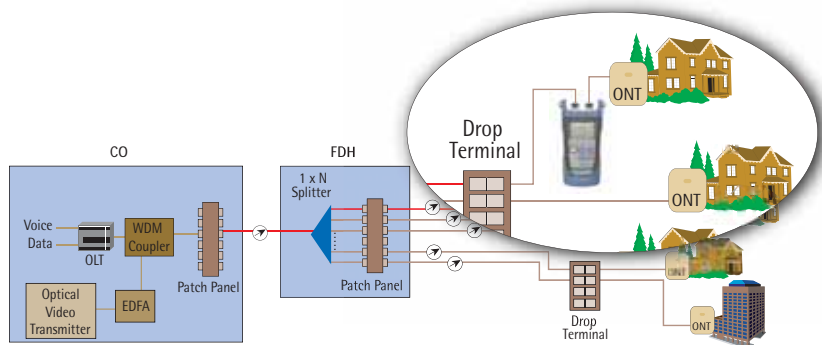 CO
Voice
Data
OLT
WDM
Coupler
Patch Panel
Optical
Video
Transmitter
EDFA
FDH
1 x N
Splitter
Patch Panel
Drop
Terminal
ONT
ONT
ONT
Drop
Terminal
ONT